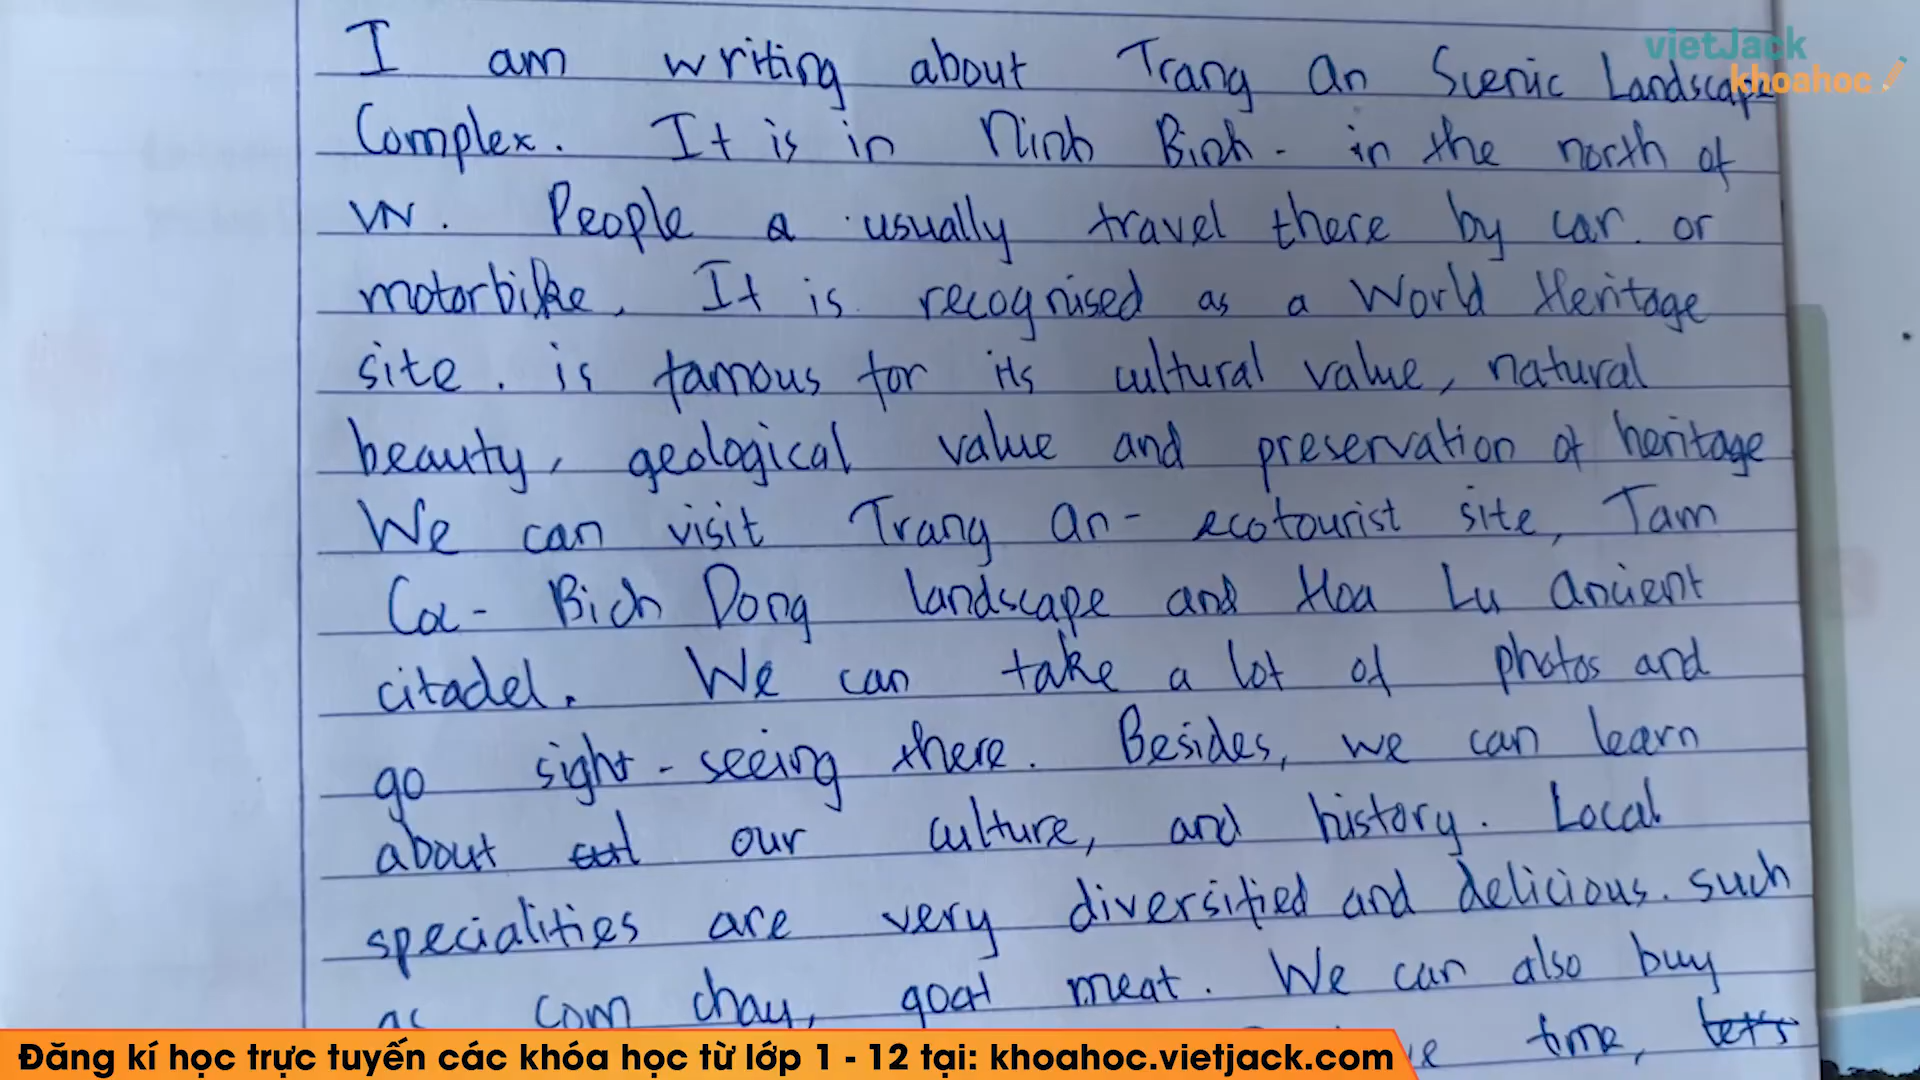 vietJack
khoahoc
I am writing about Trang An Scenic Landscape
Complex. It is in Ninh Binh - in the north of
VN. People a usually travel there by car or
motorbike. It is recognised as a World Heritage
site. is famous for its cultural value, natural
beauty, geological value and preservation of heritage
We can visit Trang An - ecotourist site, Tam
Coc - Bich Dong landscape and Hoa Lu ancient
citadel. We can take a lot of photos and
go sight-seeing there. Besides, we can learn
about our culture, and history. Local
specialities are very diversified and delicious. such
as com chay, goat meat. We can also buy
time, let's
Đăng kí học trực tuyến các khóa học từ lớp 1 - 12 tại: khoahoc.vietjack.com